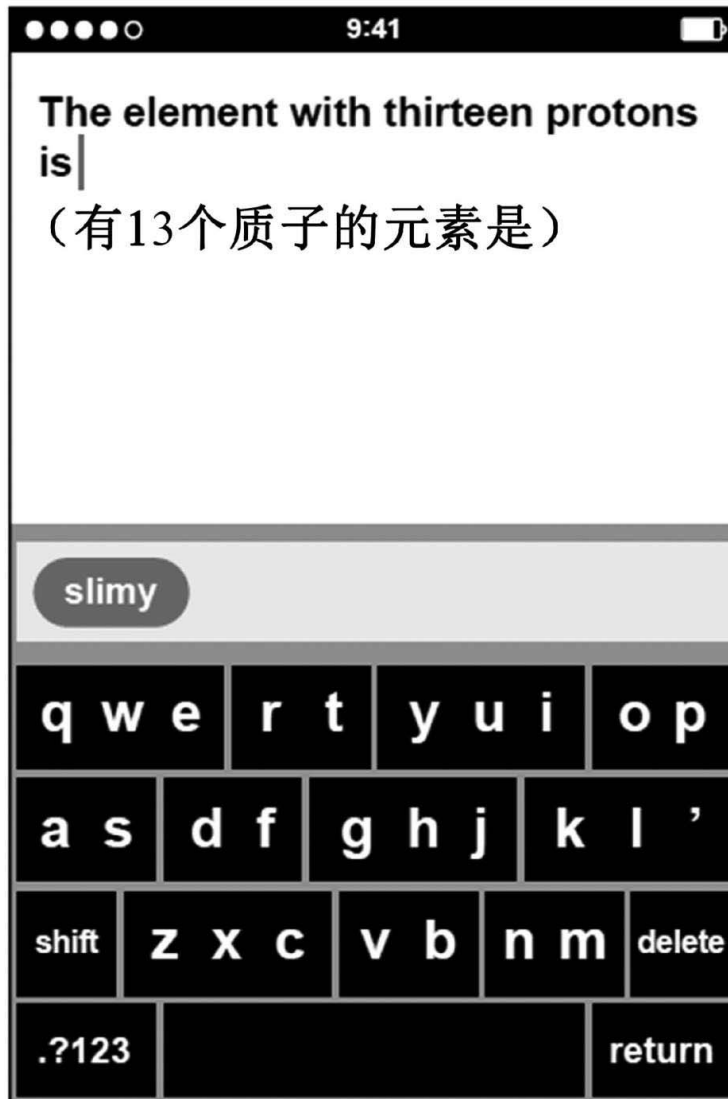 9:41
The element with thirteen protons
is
（有13个质子的元素是）
slimy
q w e r t y u i o p
a s d f g h j k l ’
shift z x c v b n m delete
.?123 return